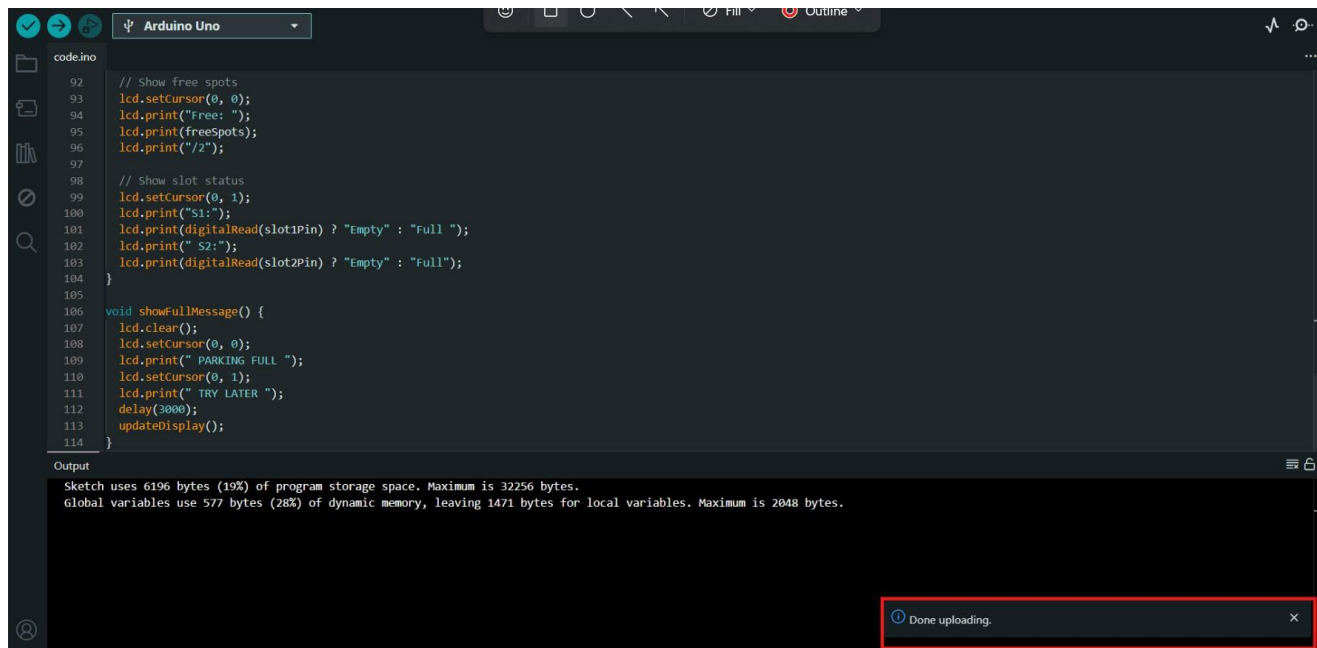 Fill
Outline
Arduino Uno
code.ino
92 // Show free spots
93 lcd.setCursor(0, 0);
94 lcd.print("Free: ");
95 lcd.print(freeSpots);
96 lcd.print("/2");
97
98 // Show slot status
99 lcd.setCursor(0, 1);
100 lcd.print("S1:");
101 lcd.print(digitalRead(slot1Pin) ? "Empty" : "Full ");
102 lcd.print(" S2:");
103 lcd.print(digitalRead(slot2Pin) ? "Empty" : "Full");
104 }
105
106 void showFullMessage() {
107 lcd.clear();
108 lcd.setCursor(0, 0);
109 lcd.print(" PARKING FULL ");
110 lcd.setCursor(0, 1);
111 lcd.print(" TRY LATER ");
112 delay(3000);
113 updateDisplay();
114 }
Output
Sketch uses 6196 bytes (19%) of program storage space. Maximum is 32256 bytes.
Global variables use 577 bytes (28%) of dynamic memory, leaving 1471 bytes for local variables. Maximum is 2048 bytes.
Done uploading.